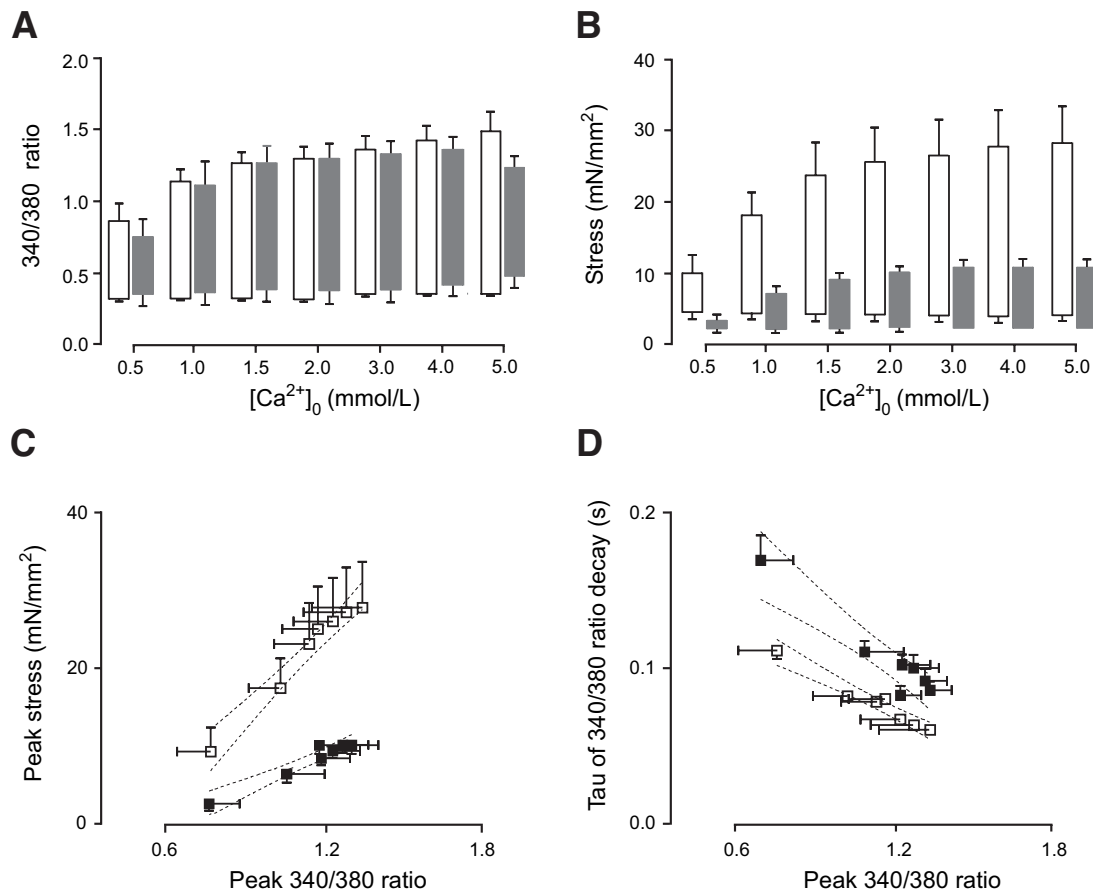 A
340/380 ratio
2.0
1.5
1.0
0.5
0.0
0.5 1.0 1.5 2.0 3.0 4.0 5.0
[Ca²⁺]₀ (mmol/L)
B
Stress (mN/mm²)
40
30
20
10
0
0.5 1.0 1.5 2.0 3.0 4.0 5.0
[Ca²⁺]₀ (mmol/L)
C
Peak stress (mN/mm²)
40
20
0
0.6 1.2 1.8
Peak 340/380 ratio
D
Tau of 340/380 ratio decay (s)
0.2
0.1
0.0
0.6 1.2 1.8
Peak 340/380 ratio